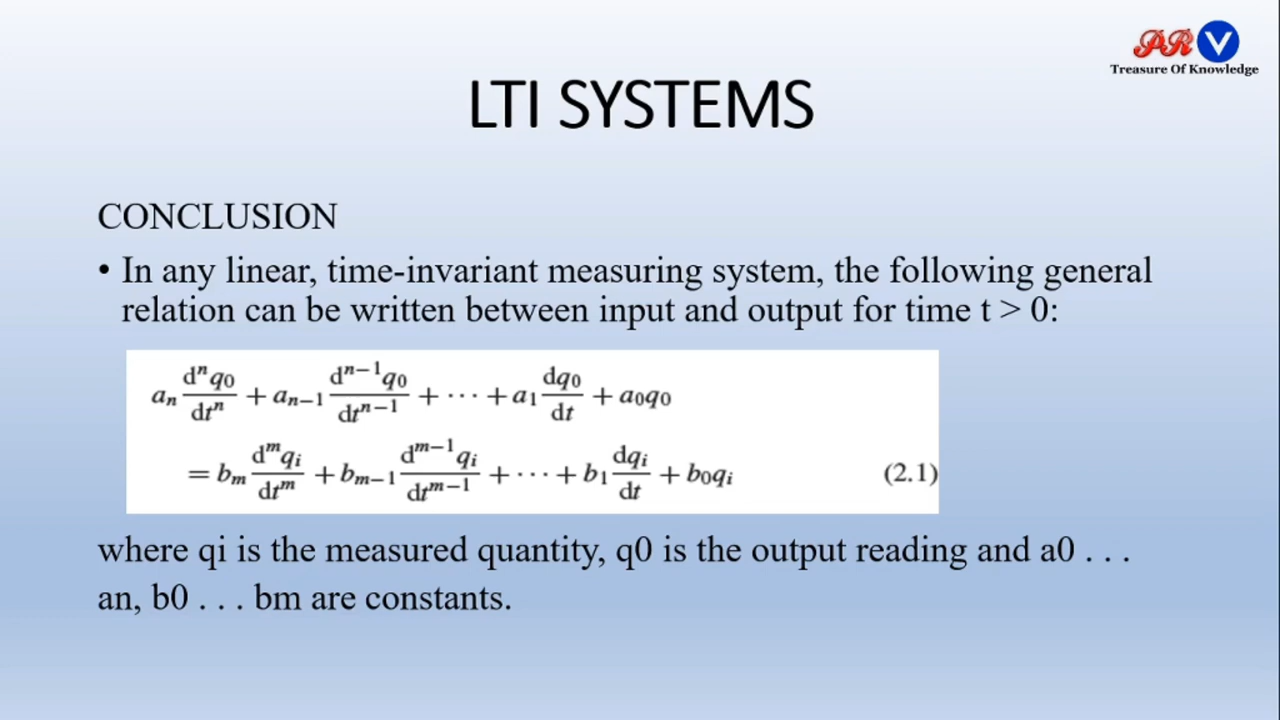 PR V
Treasure Of Knowledge
LTI SYSTEMS
CONCLUSION
• In any linear, time-invariant measuring system, the following general
relation can be written between input and output for time t > 0:
aₙ dⁿq₀/dtⁿ + aₙ₋₁ dⁿ⁻¹q₀/dtⁿ⁻¹ + ··· + a₁ dq₀/dt + a₀q₀
= bₘ dᵐqᵢ/dtᵐ + bₘ₋₁ dᵐ⁻¹qᵢ/dtᵐ⁻¹ + ··· + b₁ dqᵢ/dt + b₀qᵢ (2.1)
where qi is the measured quantity, q0 is the output reading and a0 . . .
an, b0 . . . bm are constants.